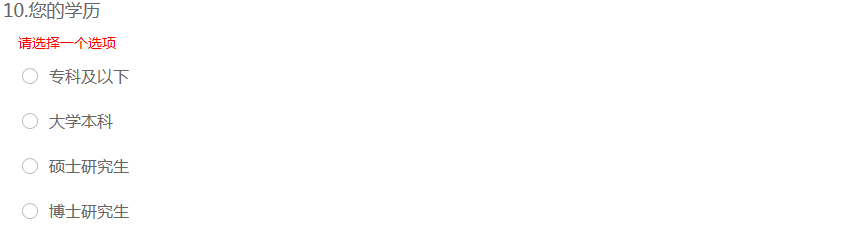 10.您的学历
请选择一个选项
专科及以下
大学本科
硕士研究生
博士研究生